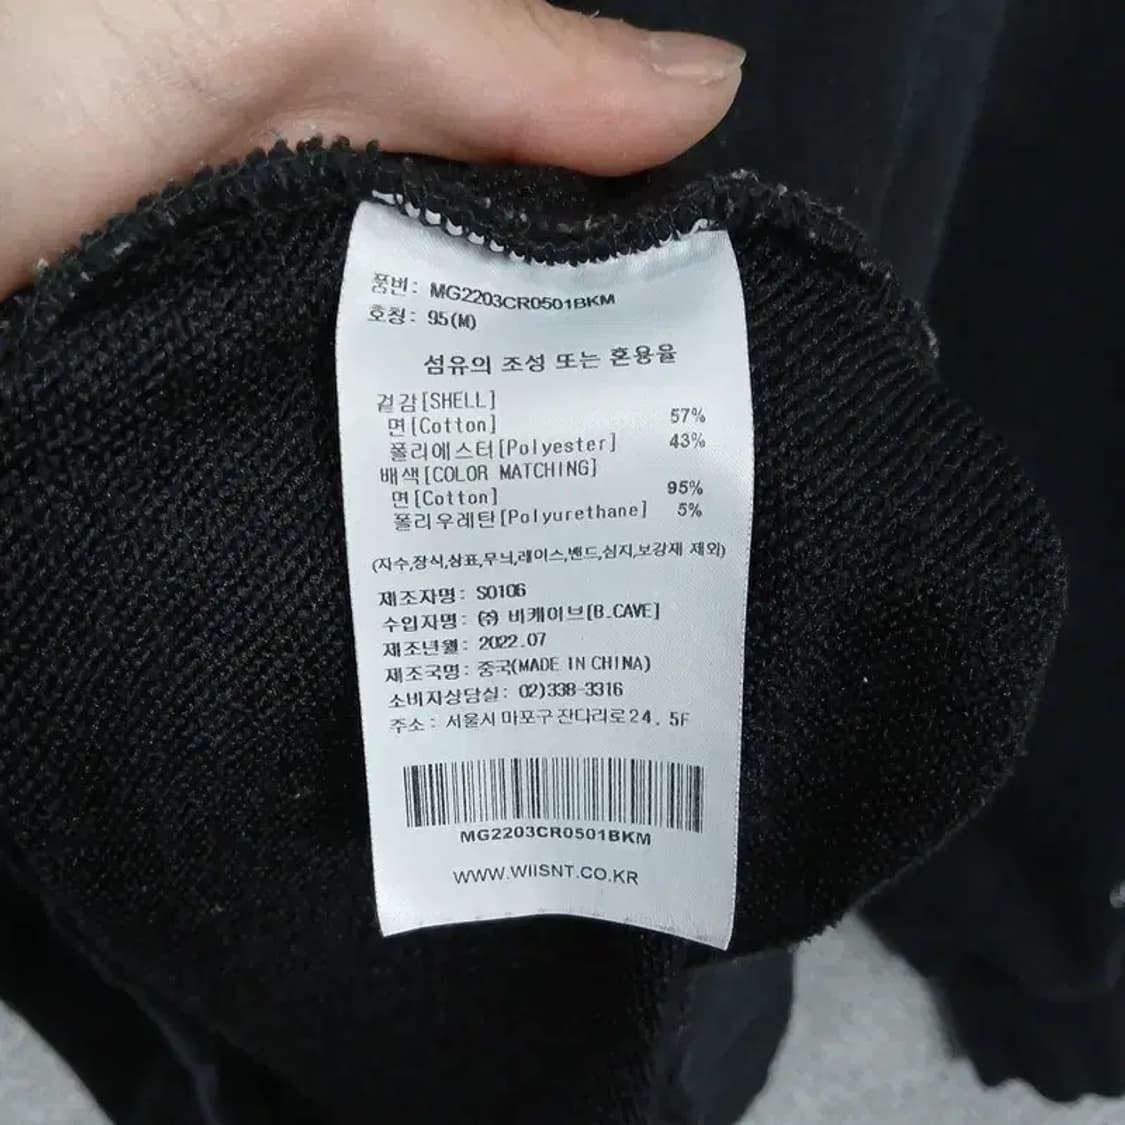 품번: MG2203CR0501BKM
호칭: 95(M)
섬유의 조성 또는 혼용율
겉감[SHELL]
면[Cotton] 57%
폴리에스터[Polyester] 43%
배색[COLOR MATCHING]
면[Cotton] 95%
폴리우레탄[Polyurethane] 5%
(자수,장식,상표,무늬,레이스,밴드,심지,보강재 제외)
제조자명: SO106
수입자명: ㈜ 비케이브[B.CAVE]
제조년월: 2022.07
제조국명: 중국(MADE IN CHINA)
소비자상담실: 02)338-3316
주소: 서울시 마포구 잔다리로24. 5F
MG2203CR0501BKM
WWW.WIISNT.CO.KR